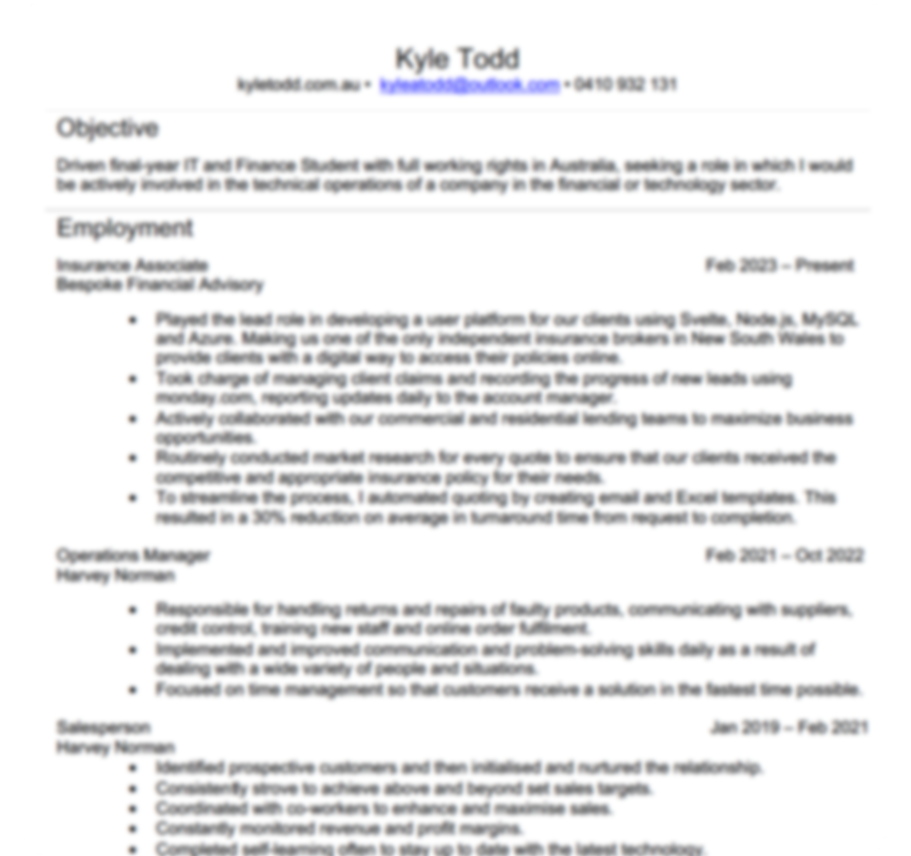 Kyle Todd
kyletodd.com.au • kyleatodd@outlook.com • 0410 932 131
Objective
Driven final-year IT and Finance Student with full working rights in Australia, seeking a role in which I would
be actively involved in the technical operations of a company in the financial or technology sector.
Employment
Insurance Associate Feb 2023 – Present
Bespoke Financial Advisory
• Played the lead role in developing a user platform for our clients using Svelte, Node.js, MySQL
and Azure. Making us one of the only independent insurance brokers in New South Wales to
provide clients with a digital way to access their policies online.
• Took charge of managing client claims and recording the progress of new leads using
monday.com, reporting updates daily to the account manager.
• Actively collaborated with our commercial and residential lending teams to maximize business
opportunities.
• Routinely conducted market research for every quote to ensure that our clients received the
competitive and appropriate insurance policy for their needs.
• To streamline the process, I automated quoting by creating email and Excel templates. This
resulted in a 30% reduction on average in turnaround time from request to completion.
Operations Manager Feb 2021 – Oct 2022
Harvey Norman
• Responsible for handling returns and repairs of faulty products, communicating with suppliers,
credit control, training new staff and online order fulfilment.
• Implemented and improved communication and problem-solving skills daily as a result of
dealing with a wide variety of people and situations.
• Focused on time management so that customers receive a solution in the fastest time possible.
Salesperson Jan 2019 – Feb 2021
Harvey Norman
• Identified prospective customers and then initialised and nurtured the relationship.
• Consistently strove to achieve above and beyond set sales targets.
• Coordinated with co-workers to enhance and maximise sales.
• Constantly monitored revenue and profit margins.
• Completed self-learning often to stay up to date with the latest technology.